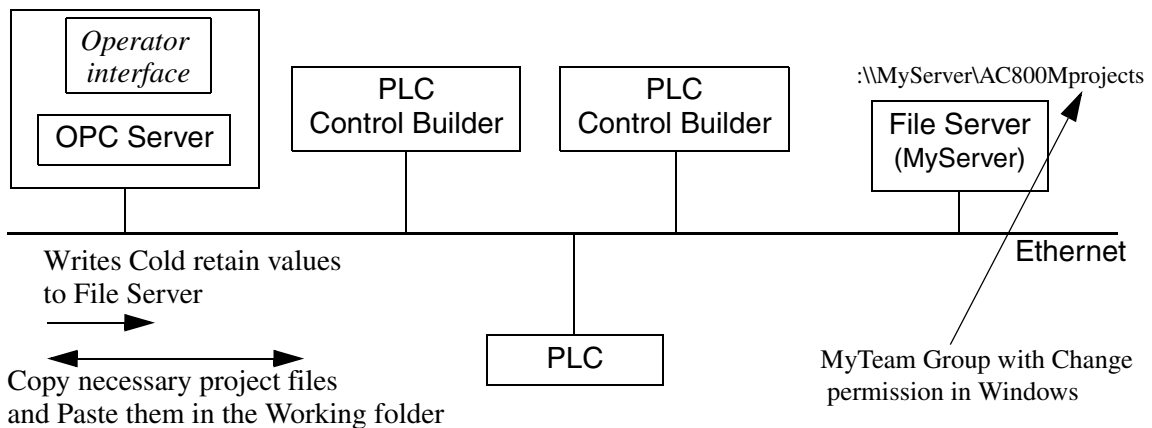 Operator
interface
OPC Server
PLC
Control Builder
PLC
Control Builder
:\\MyServer\AC800Mprojects
File Server
(MyServer)
Ethernet
Writes Cold retain values
to File Server
PLC
Copy necessary project files
and Paste them in the Working folder
MyTeam Group with Change
permission in Windows